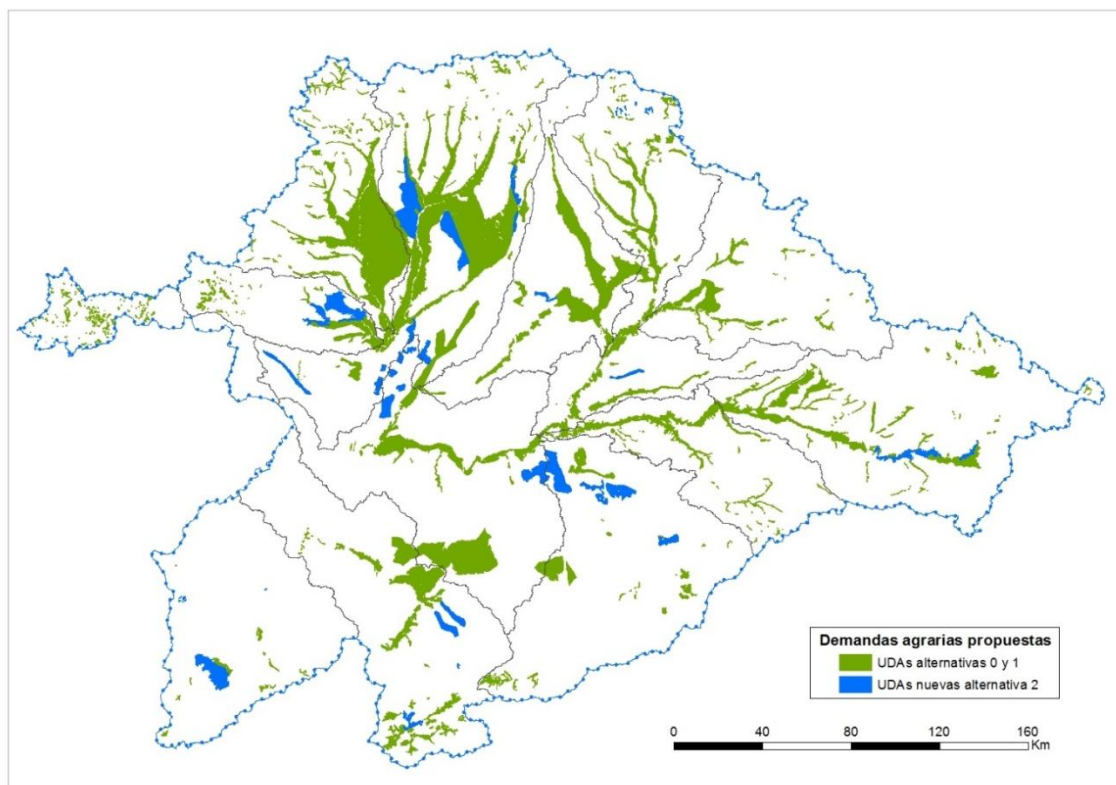 Demandas agrarias propuestas
UDAs alternativas 0 y 1
UDAs nuevas alternativa 2
0 40 80 120 160
Km